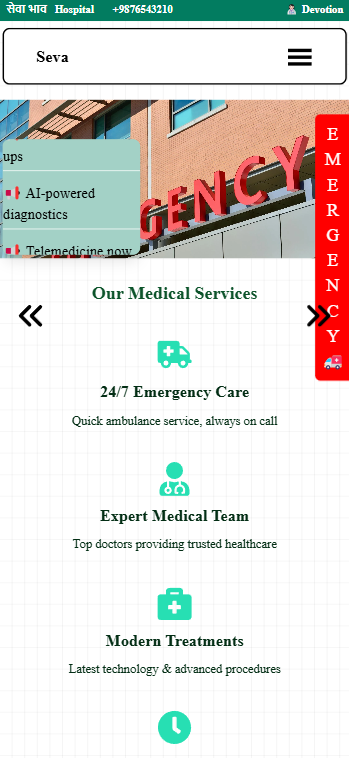 सेवा भाव Hospital +9876543210 Devotion
Seva
ups
AI-powered
diagnostics
Telemedicine now
GENCY
E
M
E
R
G
E
N
C
Y
Our Medical Services
24/7 Emergency Care
Quick ambulance service, always on call
Expert Medical Team
Top doctors providing trusted healthcare
Modern Treatments
Latest technology & advanced procedures